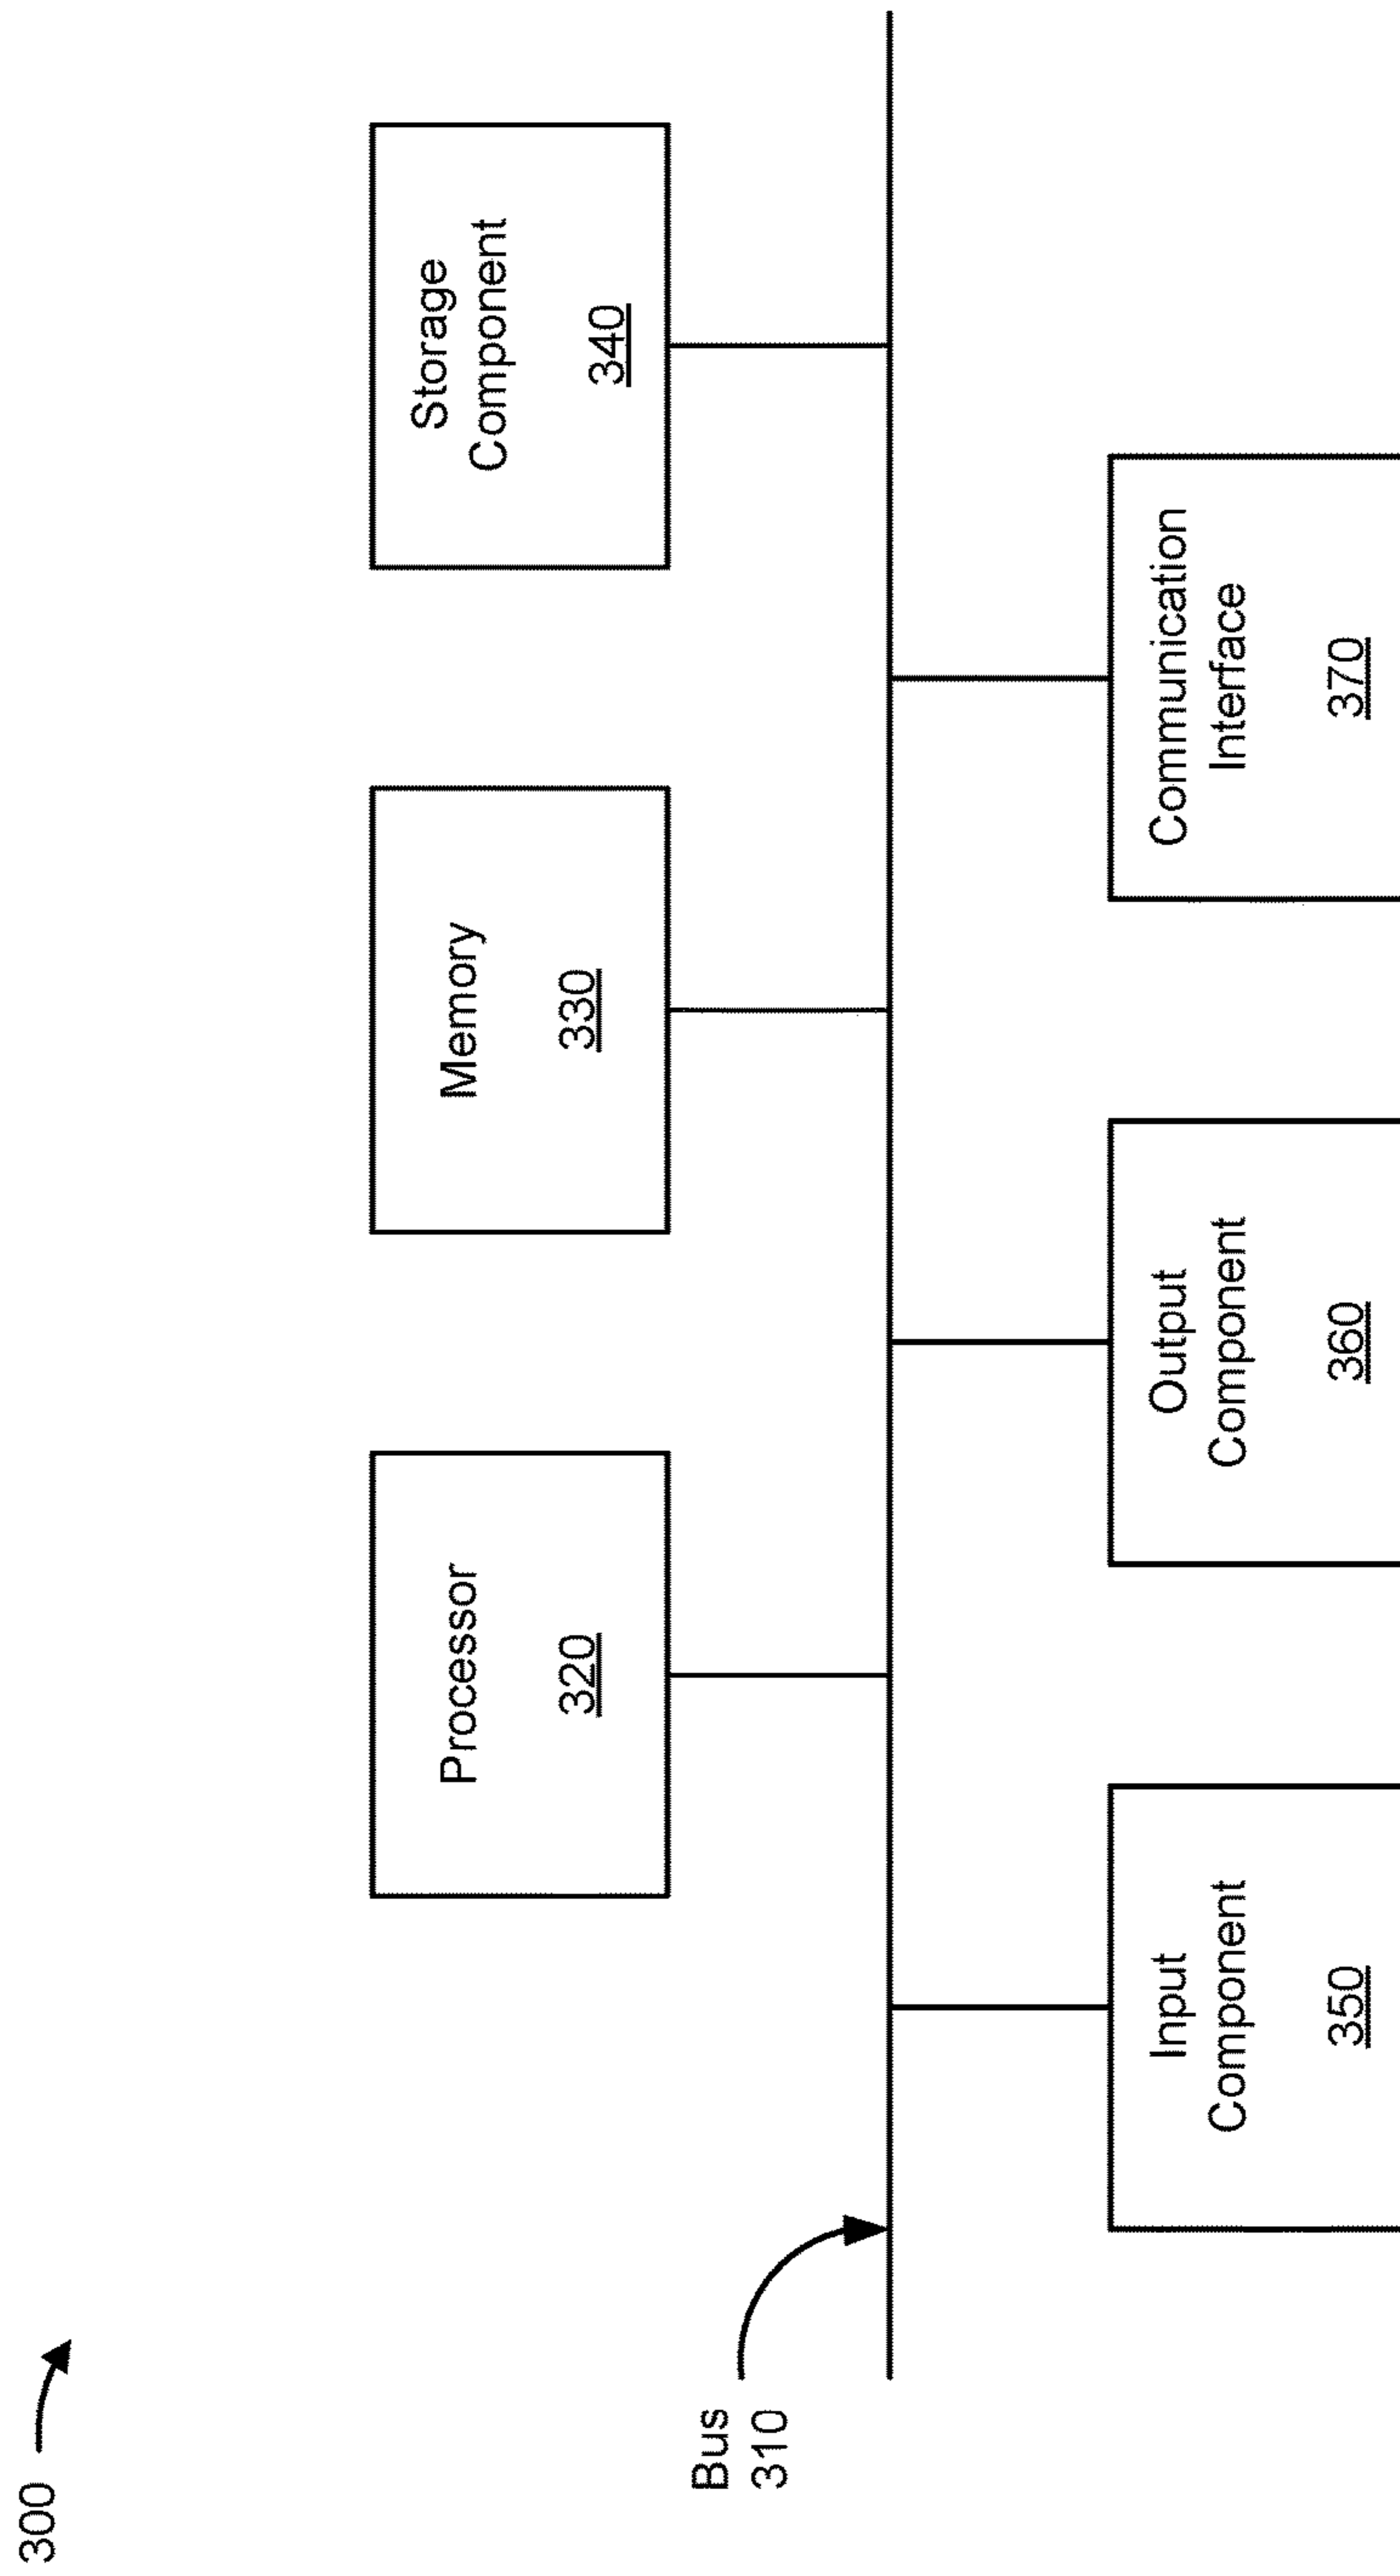 300
Processor
320
Memory
330
Storage
Component
340
Bus
310
Input
Component
350
Output
Component
360
Communication
Interface
370